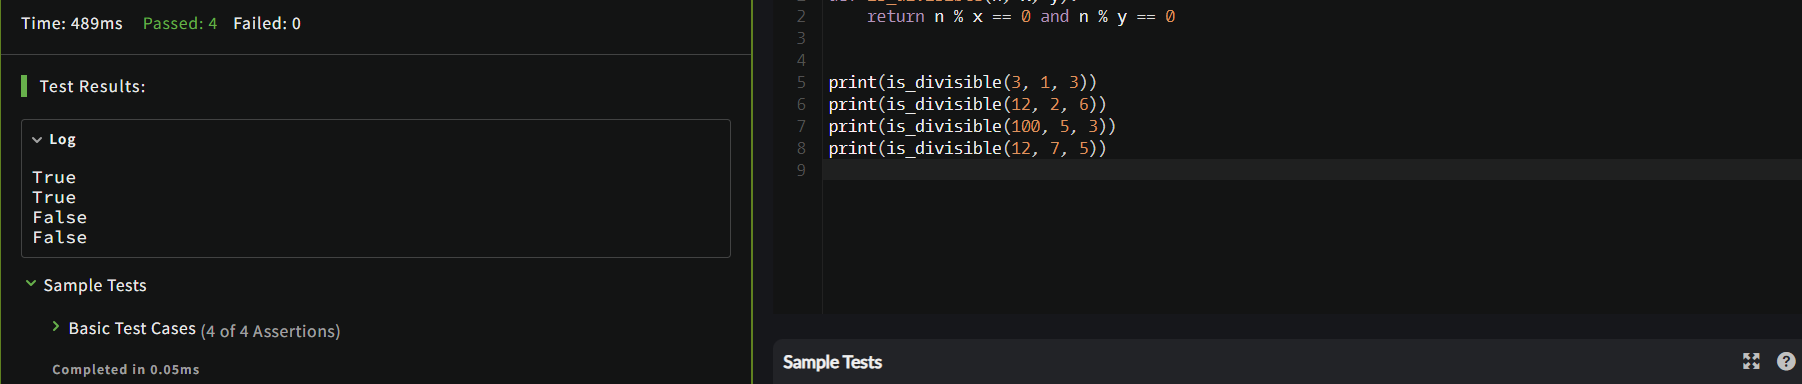 Time: 489ms Passed: 4 Failed: 0
Test Results:
Log
True
True
False
False
Sample Tests
Basic Test Cases (4 of 4 Assertions)
Completed in 0.05ms
2 return n % x == 0 and n % y == 0
3
4
5 print(is_divisible(3, 1, 3))
6 print(is_divisible(12, 2, 6))
7 print(is_divisible(100, 5, 3))
8 print(is_divisible(12, 7, 5))
9
Sample Tests
?